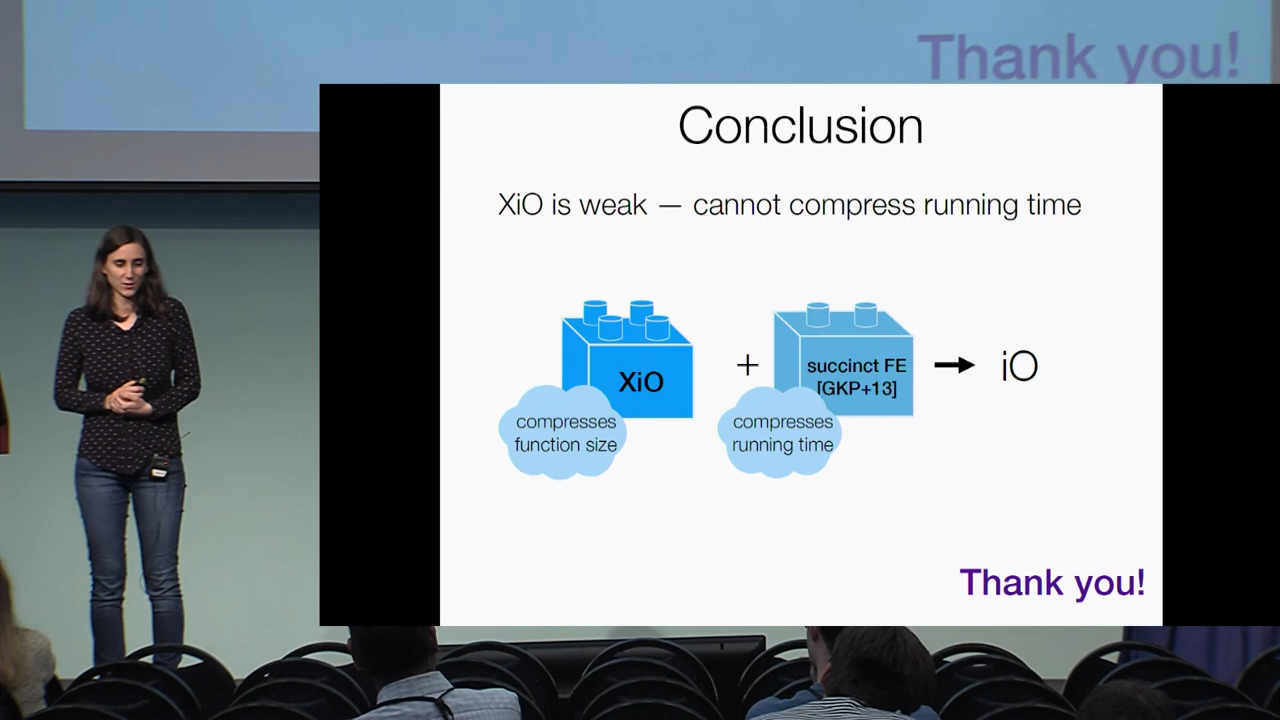 Thank you!
Conclusion
XiO is weak — cannot compress running time
XiO
compresses
function size
+
succinct FE
[GKP+13]
compresses
running time
iO
Thank you!